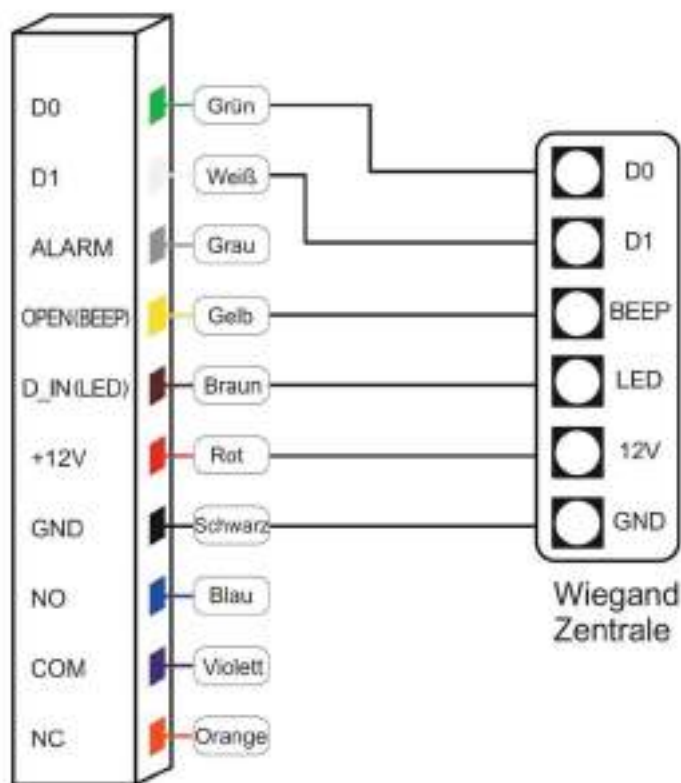 D0 Grün
D1 Weiß
ALARM Grau
OPEN(BEEP) Gelb
D_IN(LED) Braun
+12V Rot
GND Schwarz
NO Blau
COM Violett
NC Orange
D0
D1
BEEP
LED
12V
GND
Wiegand
Zentrale